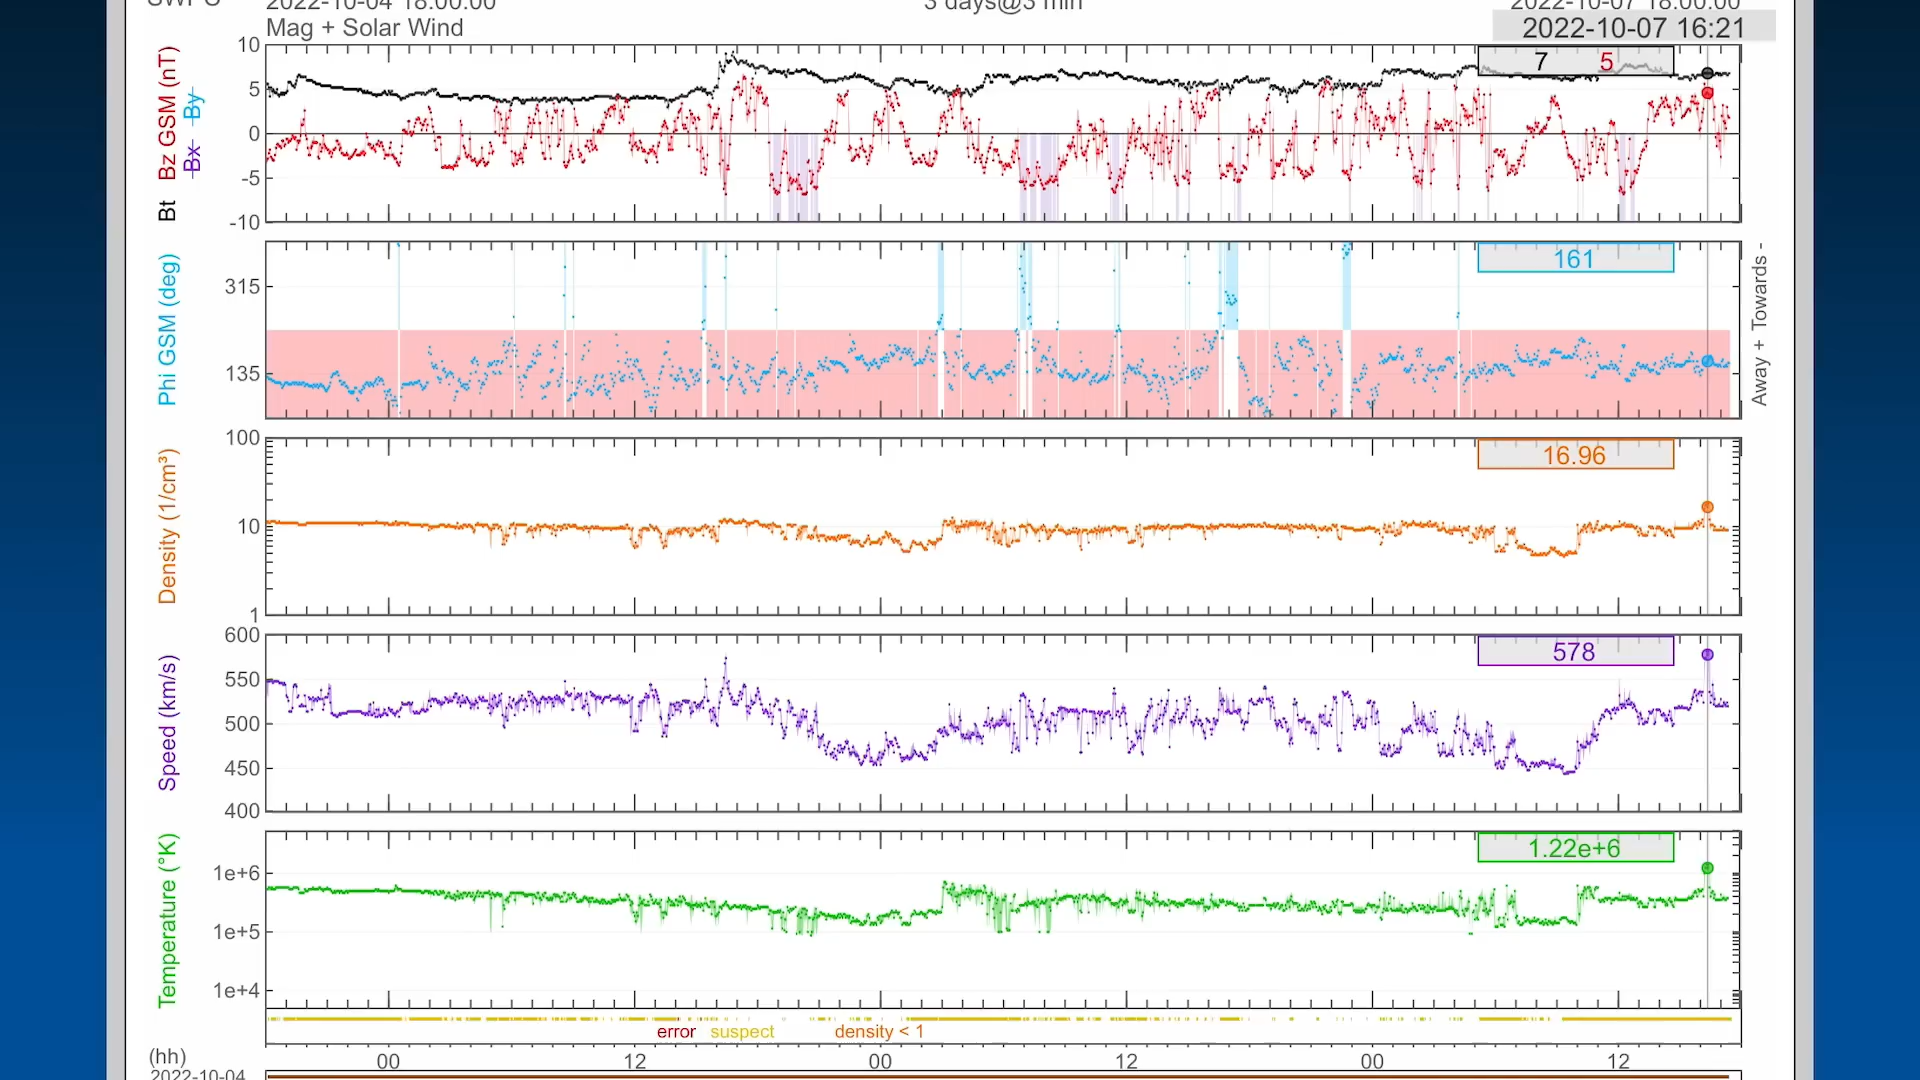 SWPC 2022-10-04 18:00:00 3 days@3 min 2022-10-07 18:00:00
Mag + Solar Wind 2022-10-07 16:21
Bt Bz GSM (nT)
Bx By
10
5
0
-5
-10
7 5
Phi GSM (deg)
315
135
161
Away + Towards -
Density (1/cm³)
100
10
1
16.96
Speed (km/s)
600
550
500
450
400
578
Temperature (°K)
1e+6
1e+5
1e+4
1.22e+6
error suspect density < 1
(hh) 00 12 00 12 00 12
2022-10-04